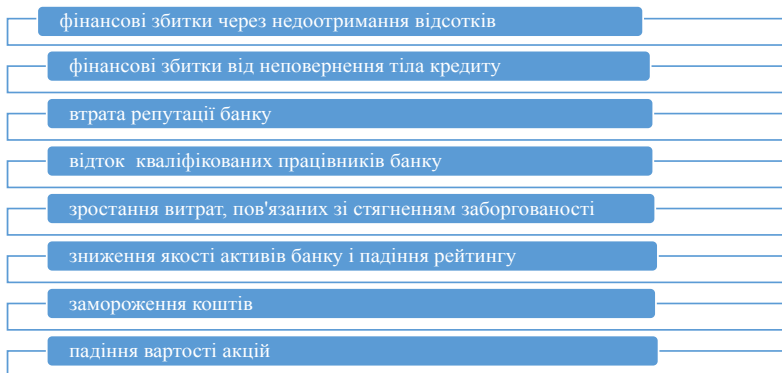 фінансові збитки через недоотримання відсотків
фінансові збитки від неповернення тіла кредиту
втрата репутації банку
відток кваліфікованих працівників банку
зростання витрат, пов'язаних зі стягненням заборгованості
зниження якості активів банку і падіння рейтингу
замороження коштів
падіння вартості акцій